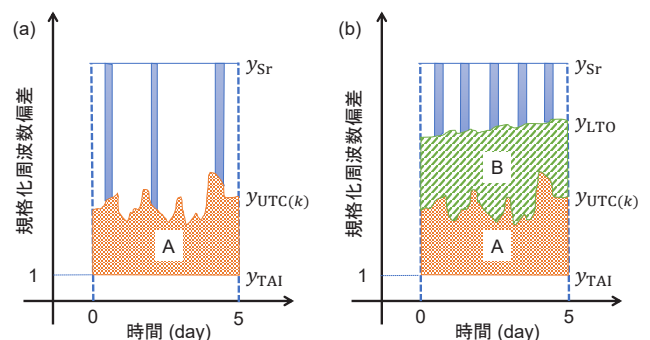 (a)
規格化周波数偏差
y_Sr
y_UTC(k)
A
1
y_TAI
0
5
時間 (day)
(b)
規格化周波数偏差
y_Sr
y_LTO
B
y_UTC(k)
A
1
y_TAI
0
5
時間 (day)